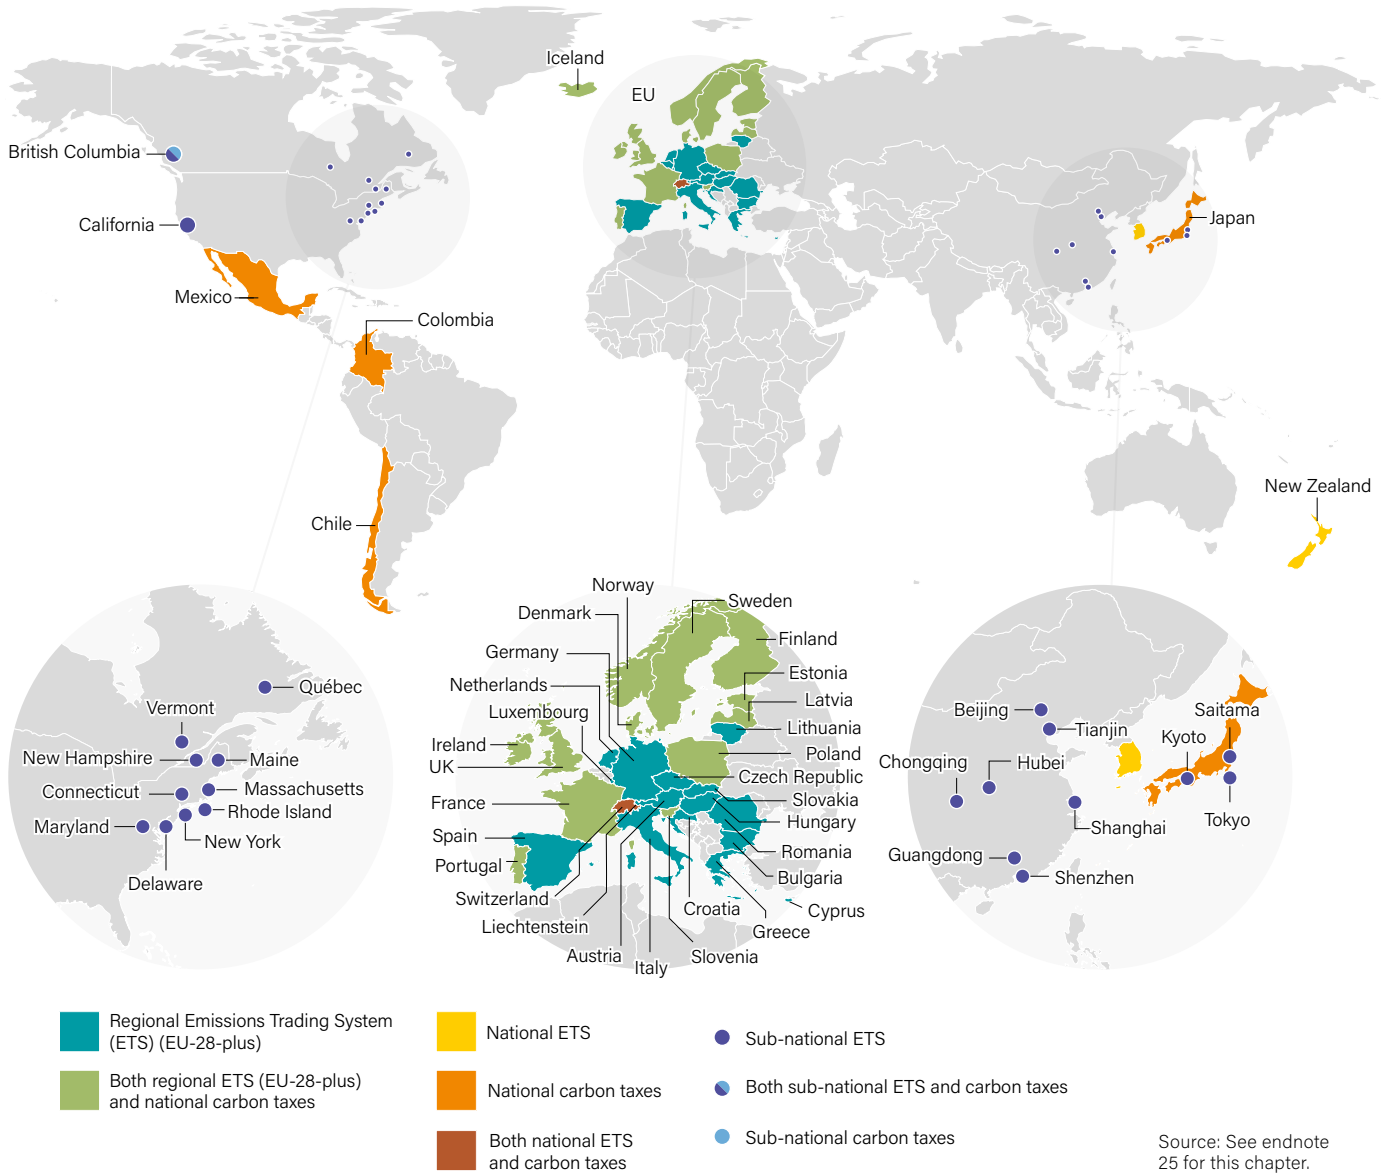 Iceland
EU
British Columbia
California
Japan
Mexico
Colombia
New Zealand
Chile
Québec
Vermont
New Hampshire
Maine
Connecticut
Massachusetts
Rhode Island
Maryland
New York
Delaware
Norway
Sweden
Denmark
Finland
Germany
Estonia
Netherlands
Latvia
Luxembourg
Lithuania
Ireland
Poland
UK
Czech Republic
France
Slovakia
Hungary
Spain
Romania
Portugal
Bulgaria
Switzerland
Croatia
Cyprus
Liechtenstein
Greece
Austria
Slovenia
Italy
Beijing
Saitama
Tianjin
Kyoto
Chongqing
Hubei
Shanghai
Tokyo
Guangdong
Shenzhen
Regional Emissions Trading System
(ETS) (EU-28-plus)
Both regional ETS (EU-28-plus)
and national carbon taxes
National ETS
National carbon taxes
Both national ETS
and carbon taxes
Sub-national ETS
Both sub-national ETS and carbon taxes
Sub-national carbon taxes
Source: See endnote
25 for this chapter.